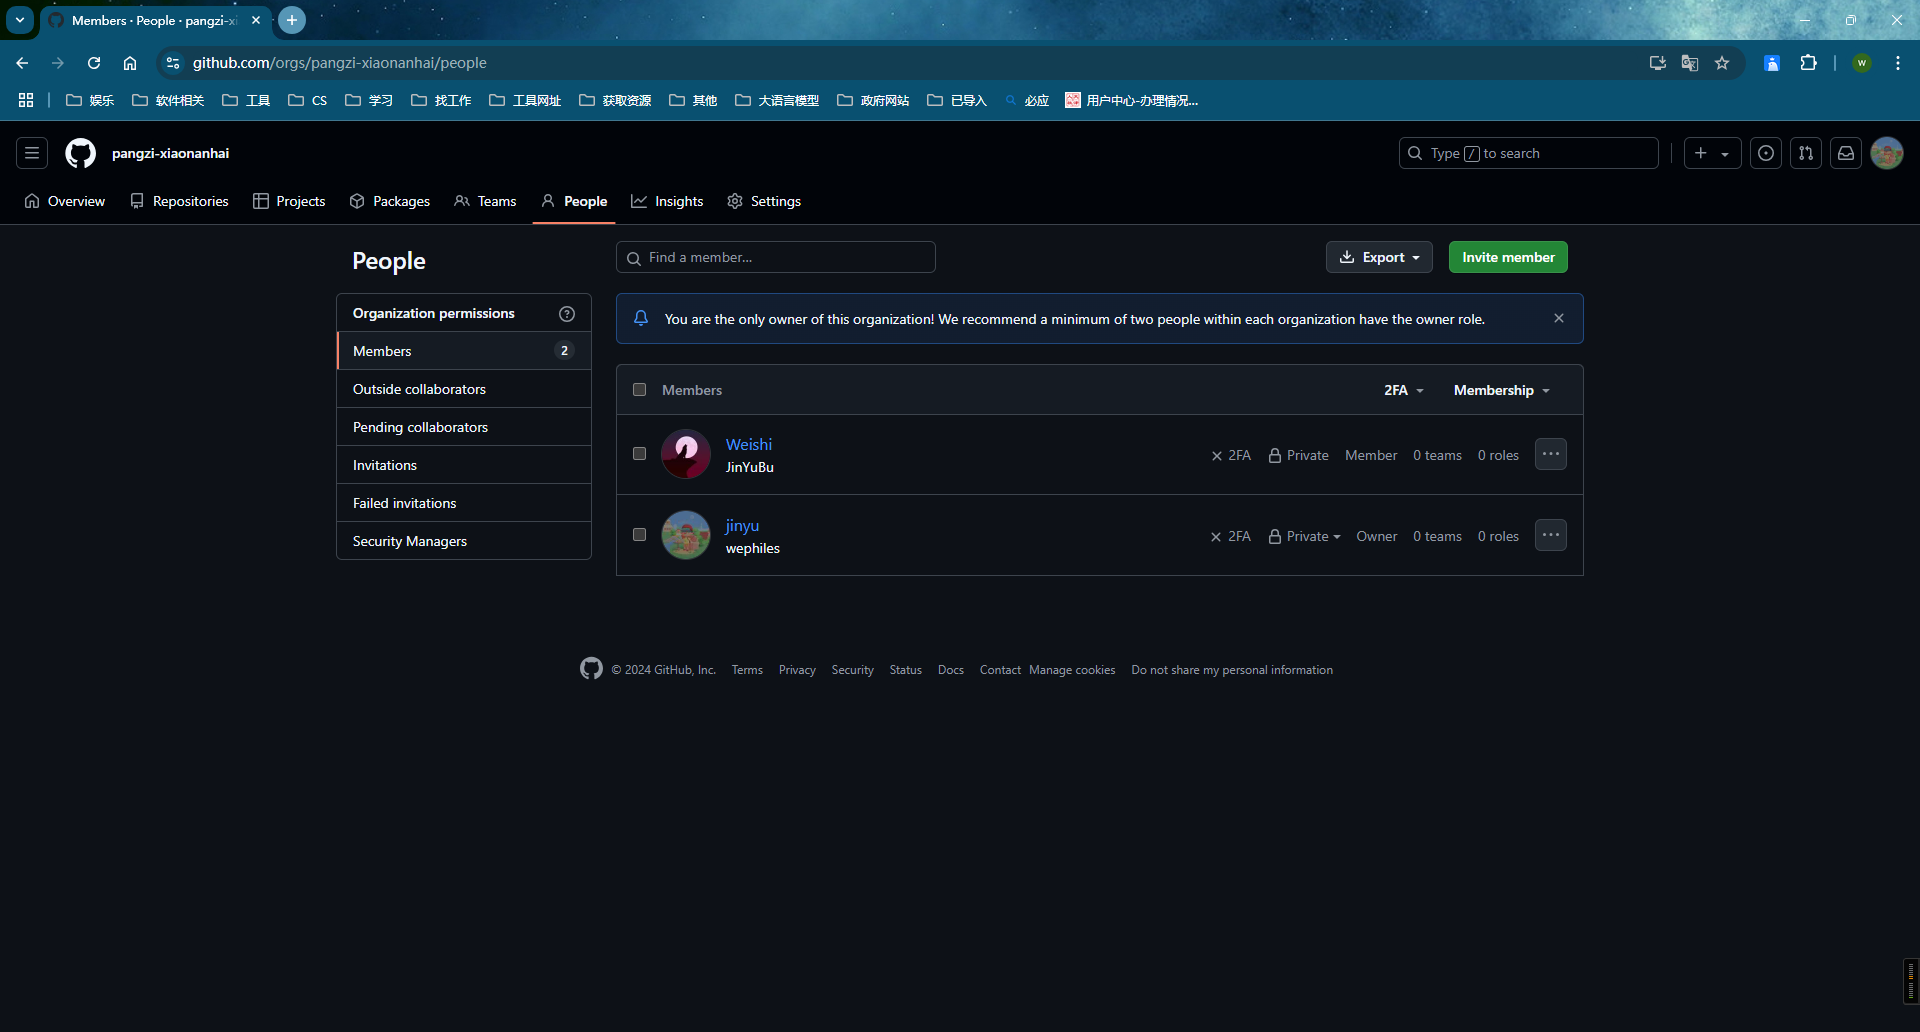 Members · People · pangzi-xi
github.com/orgs/pangzi-xiaonanhai/people
W
娱乐 软件相关 工具 CS 学习 找工作 工具网址 获取资源 其他 大语言模型 政府网站 已导入 必应 用户中心-办理情况...
pangzi-xiaonanhai
Type / to search
Overview Repositories Projects Packages Teams People Insights Settings
People
Find a member...
Export
Invite member
Organization permissions
Members 2
Outside collaborators
Pending collaborators
Invitations
Failed invitations
Security Managers
You are the only owner of this organization! We recommend a minimum of two people within each organization have the owner role.
Members 2FA Membership
Weishi
JinYuBu
2FA Private Member 0 teams 0 roles
jinyu
wephiles
2FA Private Owner 0 teams 0 roles
© 2024 GitHub, Inc. Terms Privacy Security Status Docs Contact Manage cookies Do not share my personal information